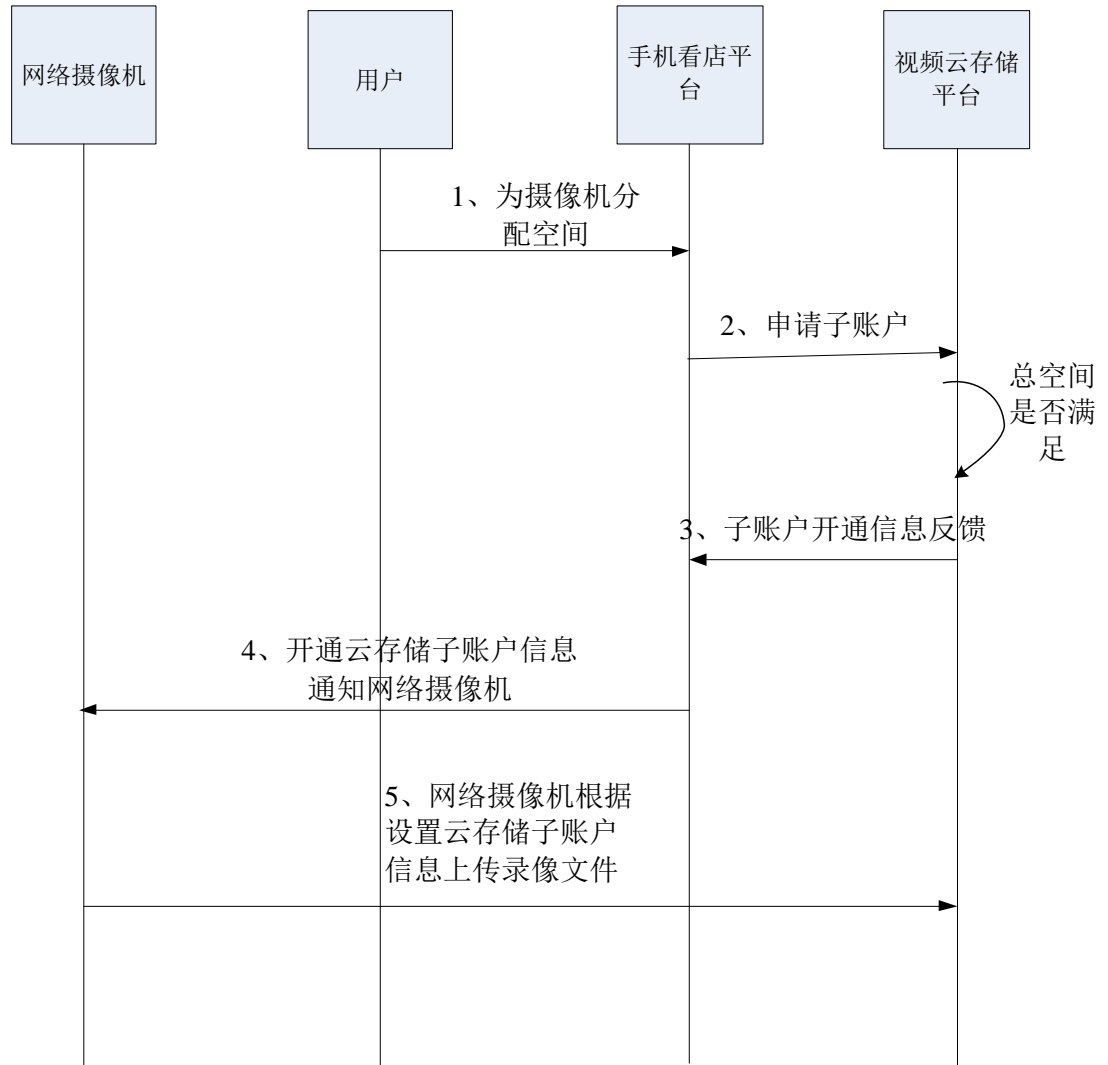 网络摄像机
用户
手机看店平
台
视频云存储
平台
1、为摄像机分
配空间
2、申请子账户
总空间
是否满
足
3、子账户开通信息反馈
4、开通云存储子账户信息
通知网络摄像机
5、网络摄像机根据
设置云存储子账户
信息上传录像文件